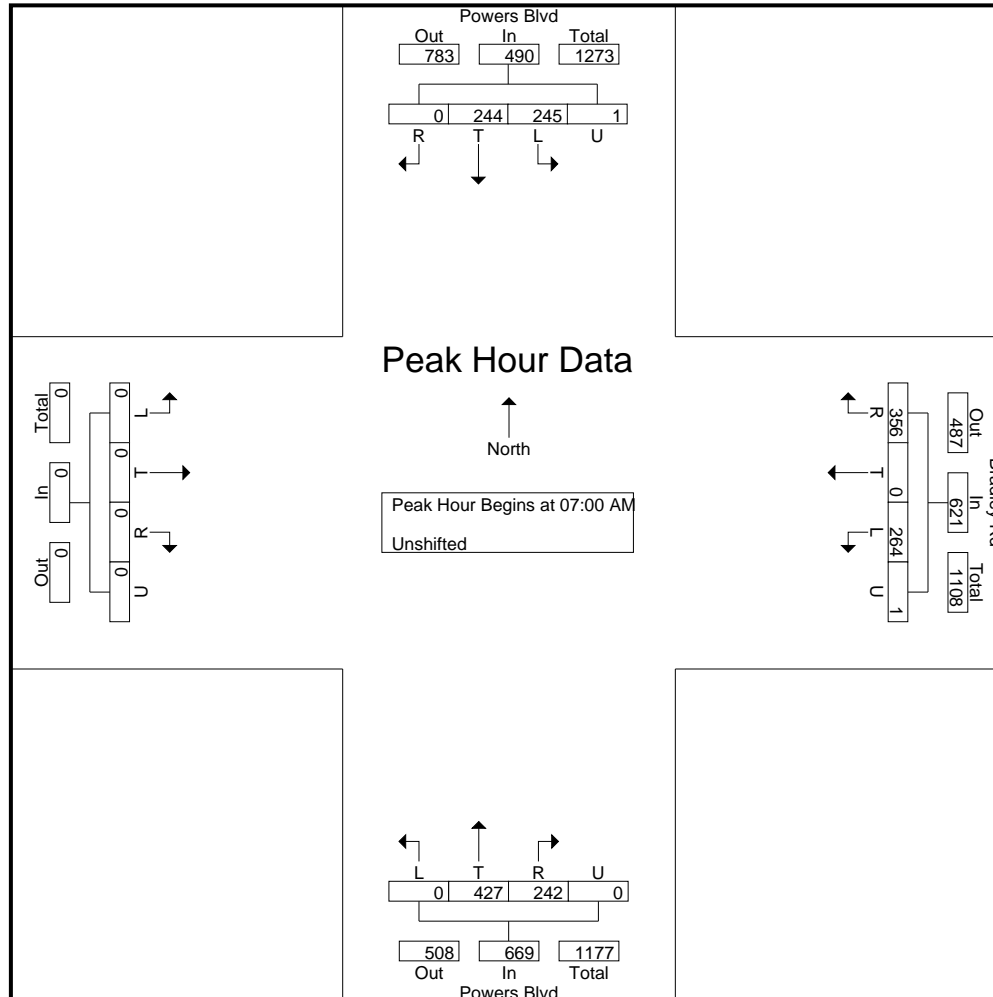 Powers Blvd
Out In Total
783 490 1273
0 244 245 1
R T L U
Peak Hour Data
North
Peak Hour Begins at 07:00 AM
Unshifted
Total In Out
0 0 0
0 0 0 0
L T R U
R T L U
356 0 264 1
Out In Total
487 621 1108
L T R U
0 427 242 0
508 669 1177
Out In Total
Powers Blvd